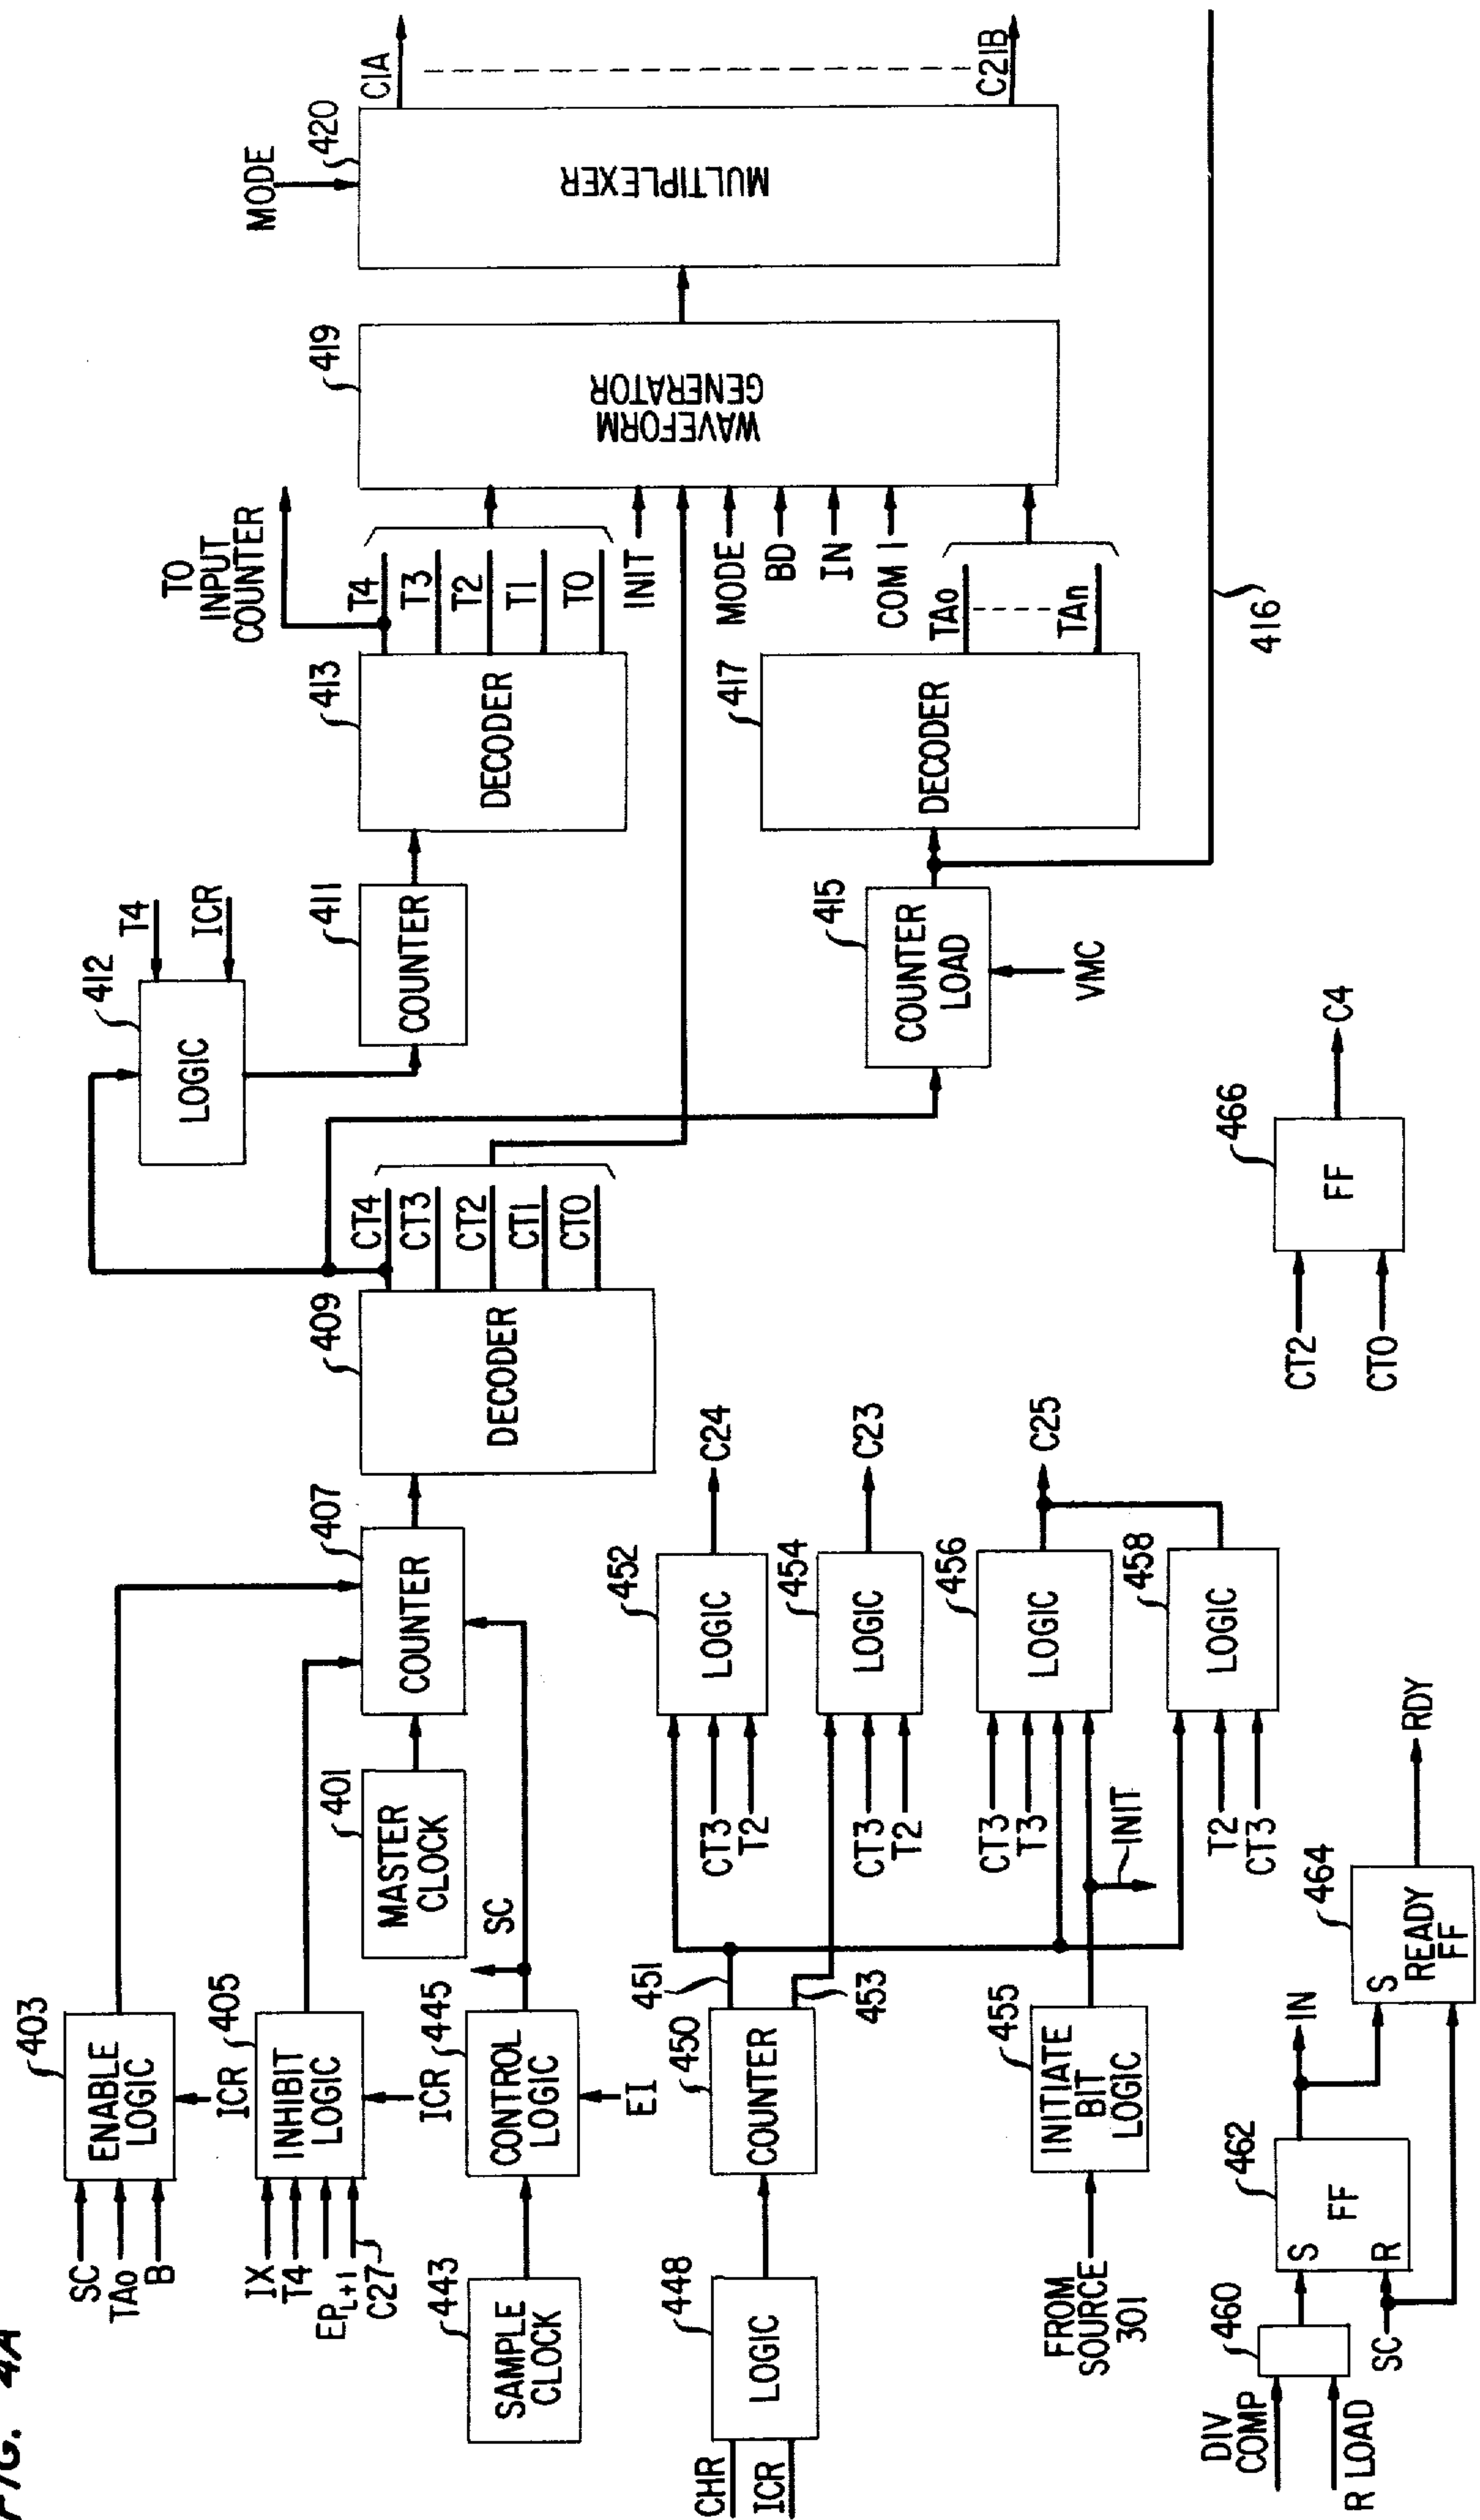 FIG. 4A
403
ENABLE
LOGIC
SC
TAo
B
ICR
405
INHIBIT
LOGIC
IX
T4
EPL+1
C27
ICR
445
CONTROL
LOGIC
EI
SC
443
SAMPLE
CLOCK
401
MASTER
CLOCK
407
COUNTER
409
DECODER
CT4
CT3
CT2
CT1
CT0
412
LOGIC
T4
ICR
411
COUNTER
413
DECODER
T4
T3
T2
T1
T0
TO
INPUT
COUNTER
INIT
MODE
BD
IN
COM 1
415
COUNTER
LOAD
VMC
417
DECODER
TAo
TAn
416
419
WAVEFORM
GENERATOR
MODE
420
MULTIPLEXER
C1A
C21B
448
LOGIC
CHR
ICR
450
COUNTER
451
453
452
LOGIC
CT3
T2
C24
454
LOGIC
CT3
T2
C23
455
INITIATE
BIT
LOGIC
FROM
SOURCE
301
INIT
456
LOGIC
CT3
T3
C25
458
LOGIC
T2
CT3
460
DIV
COMP
R LOAD
SC
462
S
FF
R
IN
464
S
READY
FF
RDY
466
FF
CT2
CT0
C4